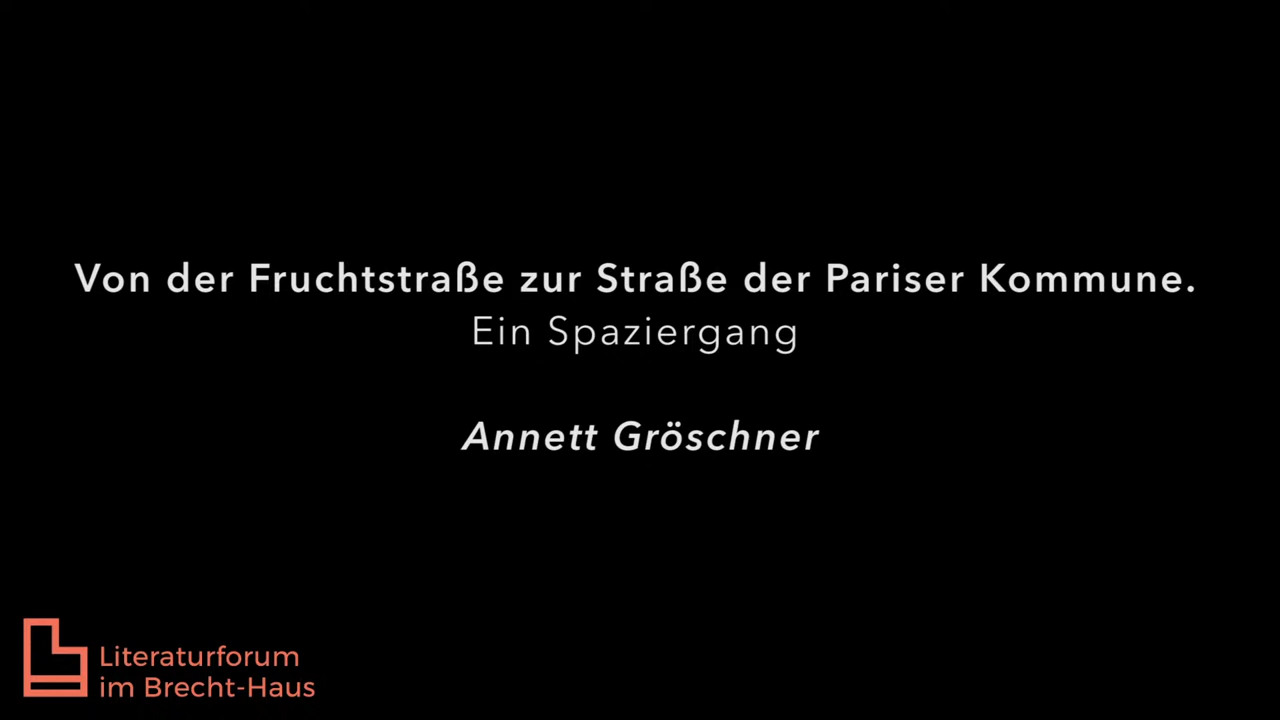 Von der Fruchtstraße zur Straße der Pariser Kommune.
Ein Spaziergang
Annett Gröschner
Literaturforum
im Brecht-Haus